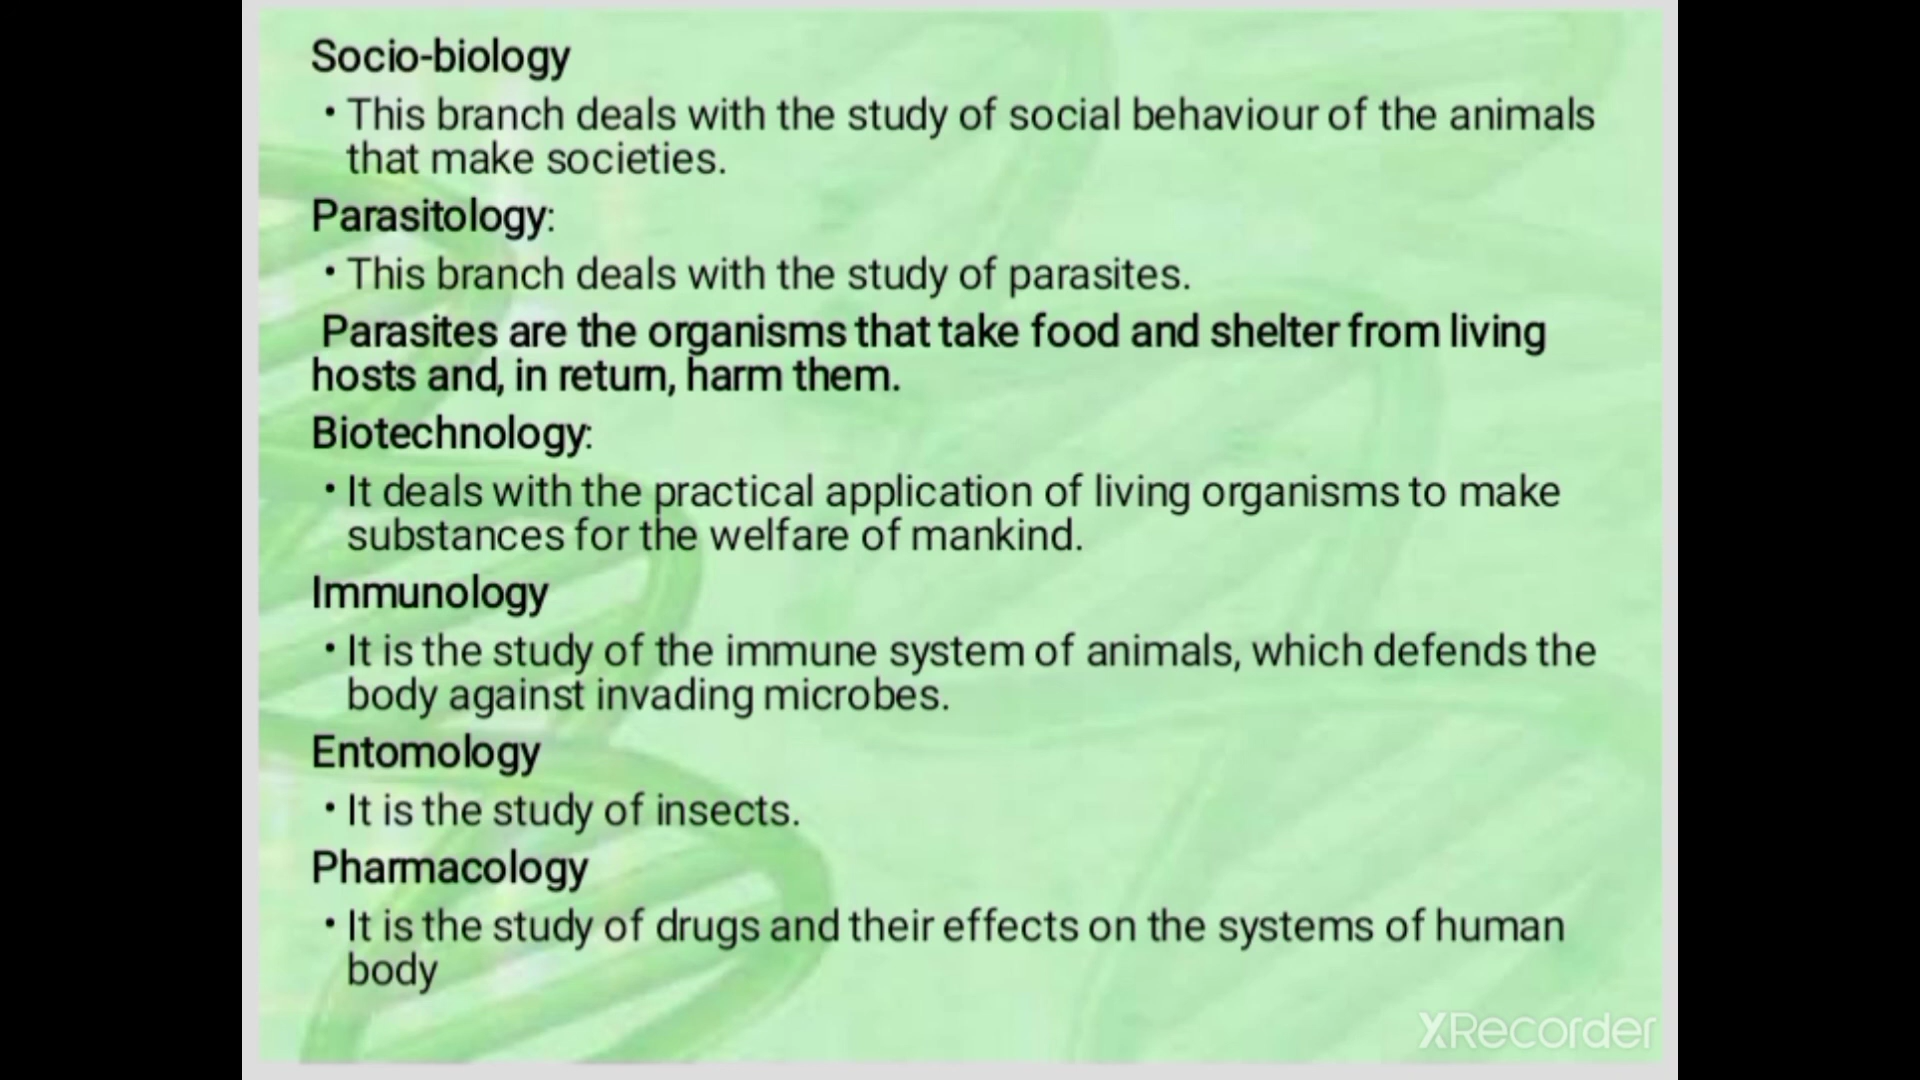 Socio-biology
• This branch deals with the study of social behaviour of the animals
that make societies.
Parasitology:
• This branch deals with the study of parasites.
Parasites are the organisms that take food and shelter from living
hosts and, in return, harm them.
Biotechnology:
• It deals with the practical application of living organisms to make
substances for the welfare of mankind.
Immunology
• It is the study of the immune system of animals, which defends the
body against invading microbes.
Entomology
• It is the study of insects.
Pharmacology
• It is the study of drugs and their effects on the systems of human
body
XRecorder